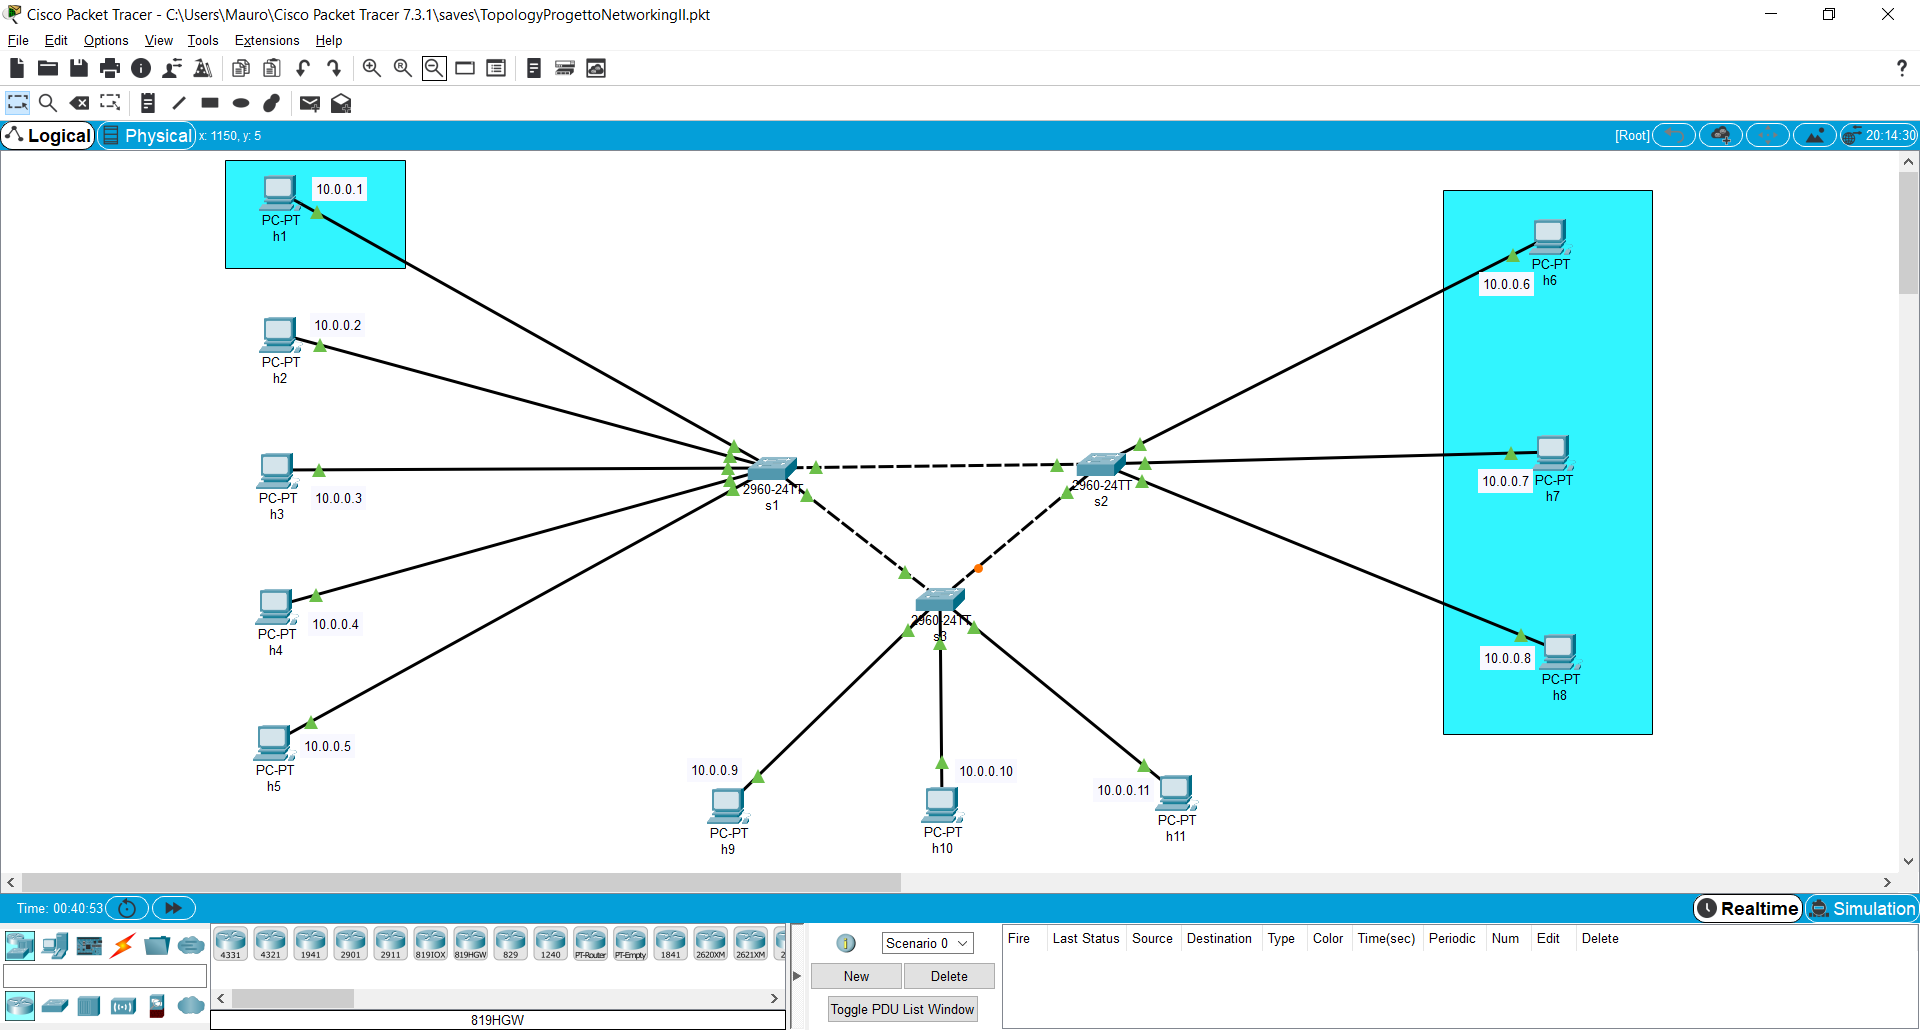 Cisco Packet Tracer - C:\Users\Mauro\Cisco Packet Tracer 7.3.1\saves\TopologyProgettoNetworkingII.pkt
File Edit Options View Tools Extensions Help
?
Logical Physical x: 1150, y: 5 [Root] 20:14:30
10.0.0.1
PC-PT
h1
10.0.0.2
PC-PT
h2
10.0.0.3
PC-PT
h3
10.0.0.4
PC-PT
h4
10.0.0.5
PC-PT
h5
2960-24TT
s1
2960-24TT
s2
2960-24TT
s3
PC-PT
h6
10.0.0.6
10.0.0.7
PC-PT
h7
10.0.0.8
PC-PT
h8
10.0.0.9
PC-PT
h9
10.0.0.10
PC-PT
h10
10.0.0.11
PC-PT
h11
Time: 00:40:53 Realtime Simulation
4331 4321 1941 2901 2911 819IOX 819HGW 829 1240 PT-Router PT-Empty 1841 2620XM 2621XM 2
819HGW
Scenario 0
New Delete
Toggle PDU List Window
Fire Last Status Source Destination Type Color Time(sec) Periodic Num Edit Delete